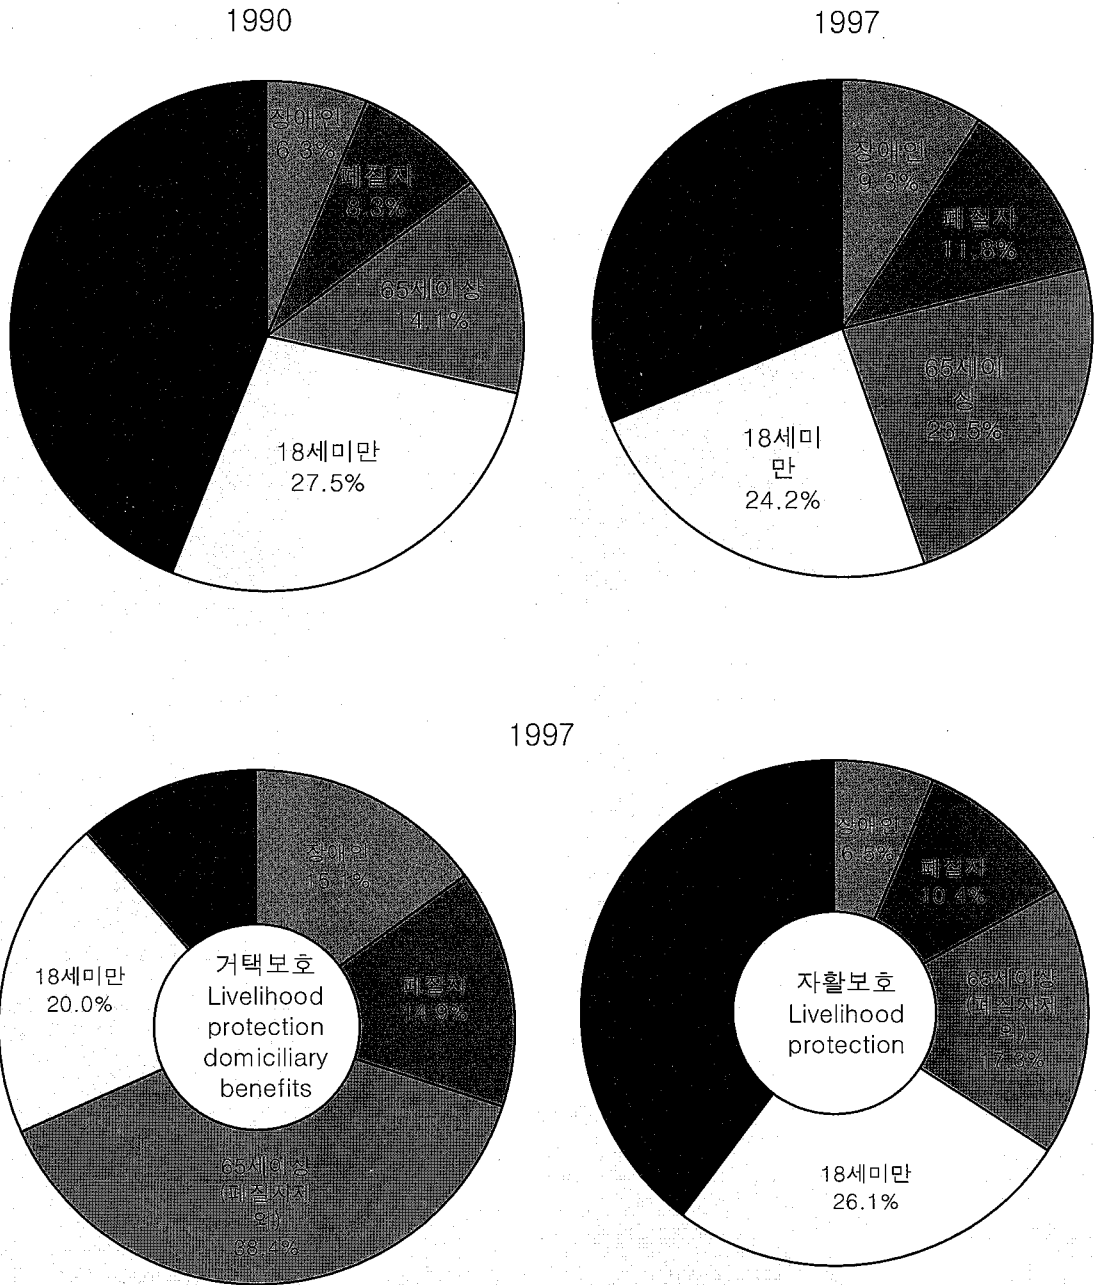 1990
장애인
6.3%
폐질자
8.3%
65세이상
14.1%
18세미만
27.5%
1997
장애인
9.3%
폐질자
11.8%
65세이
상
23.5%
18세미
만
24.2%
1997
장애인
15.1%
폐질자
14.9%
65세이상
(폐질자제
외)
38.4%
18세미만
20.0%
거택보호
Livelihood
protection
domiciliary
benefits
장애인
6.5%
폐질자
10.4%
65세이상
(폐질자제
외)
17.3%
18세미만
26.1%
자활보호
Livelihood
protection